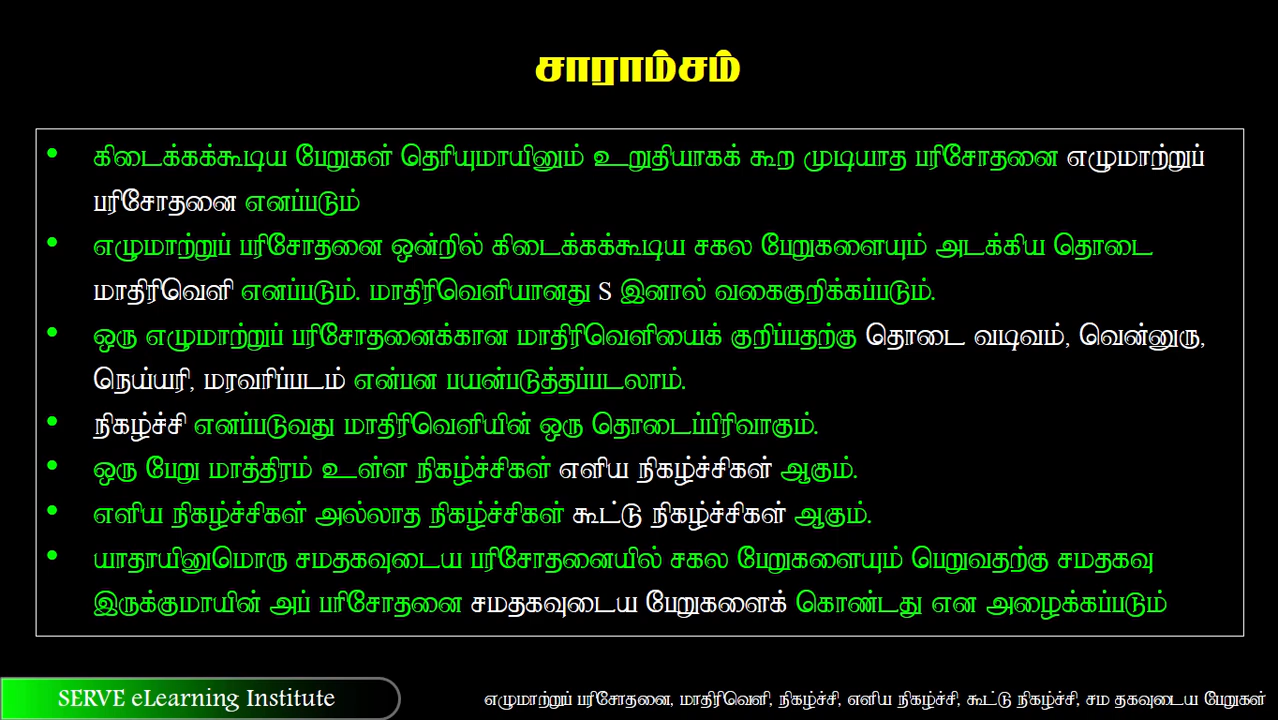 சாராம்சம்
• கிடைக்கக்கூடிய பேறுகள் தெரியுமாயினும் உறுதியாகக் கூற முடியாத பரிசோதனை எழுமாற்றுப்
பரிசோதனை எனப்படும்
• எழுமாற்றுப் பரிசோதனை ஒன்றில் கிடைக்கக்கூடிய சகல பேறுகளையும் அடக்கிய தொடை
மாதிரிவெளி எனப்படும். மாதிரிவெளியானது S இனால் வகைகுறிக்கப்படும்.
• ஒரு எழுமாற்றுப் பரிசோதனைக்கான மாதிரிவெளியைக் குறிப்பதற்கு தொடை வடிவம், வென்னுரு,
நெய்யரி, மரவரிப்படம் என்பன பயன்படுத்தப்படலாம்.
• நிகழ்ச்சி எனப்படுவது மாதிரிவெளியின் ஒரு தொடைப்பிரிவாகும்.
• ஒரு பேறு மாத்திரம் உள்ள நிகழ்ச்சிகள் எளிய நிகழ்ச்சிகள் ஆகும்.
• எளிய நிகழ்ச்சிகள் அல்லாத நிகழ்ச்சிகள் கூட்டு நிகழ்ச்சிகள் ஆகும்.
• யாதாயினுமொரு சமதகவுடைய பரிசோதனையில் சகல பேறுகளையும் பெறுவதற்கு சமதகவு
இருக்குமாயின் அப் பரிசோதனை சமதகவுடைய பேறுகளைக் கொண்டது என அழைக்கப்படும்
SERVE eLearning Institute
எழுமாற்றுப் பரிசோதனை, மாதிரிவெளி, நிகழ்ச்சி, எளிய நிகழ்ச்சி, கூட்டு நிகழ்ச்சி, சம தகவுடைய பேறுகள்